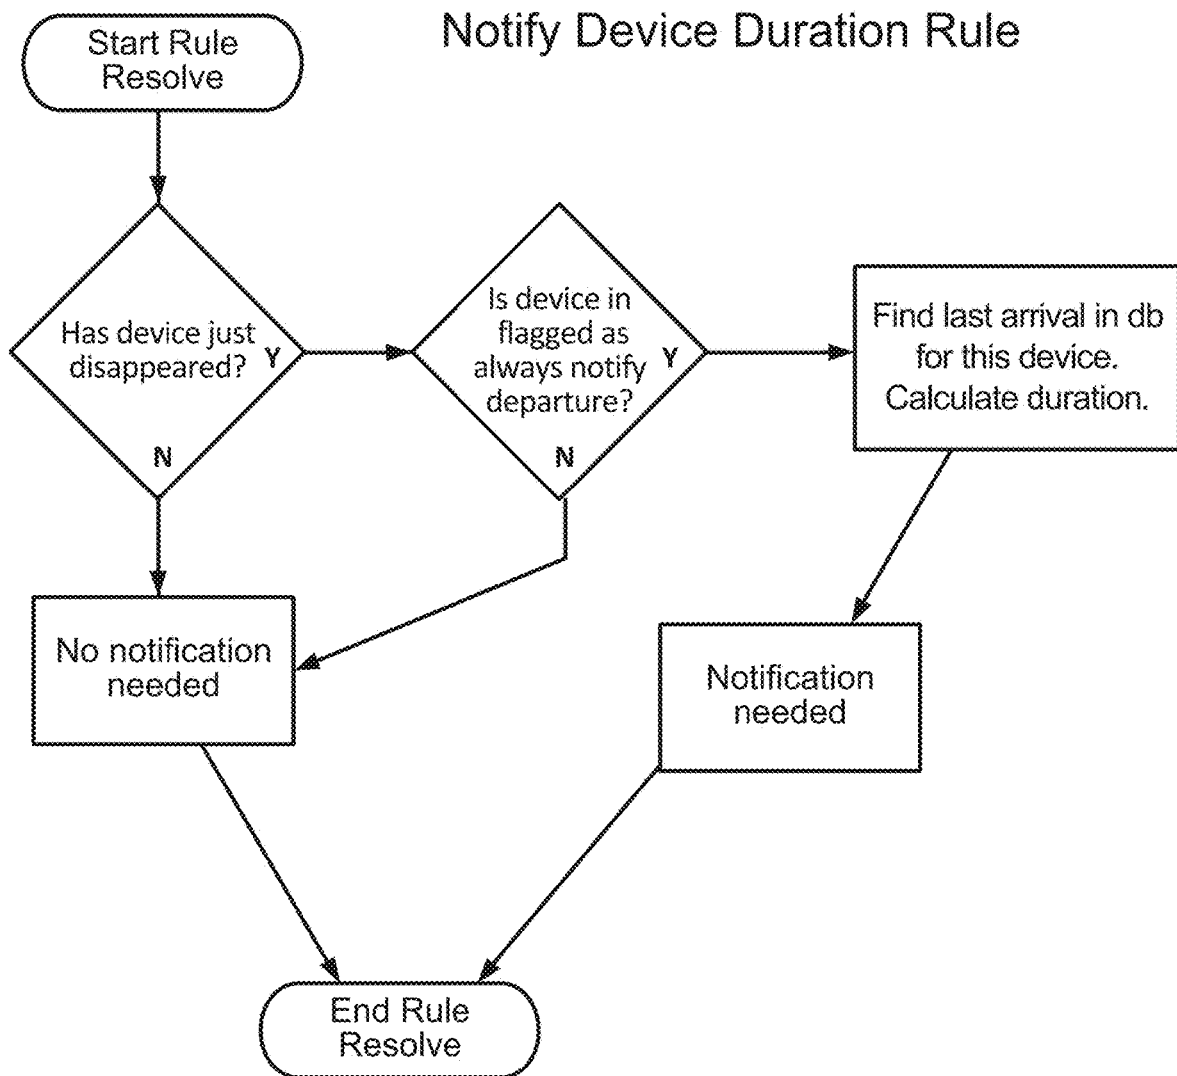 Notify Device Duration Rule
Start Rule
Resolve
Has device just
disappeared?
Y
N
Is device in
flagged as
always notify
departure?
Y
N
Find last arrival in db
for this device.
Calculate duration.
No notification
needed
Notification
needed
End Rule
Resolve